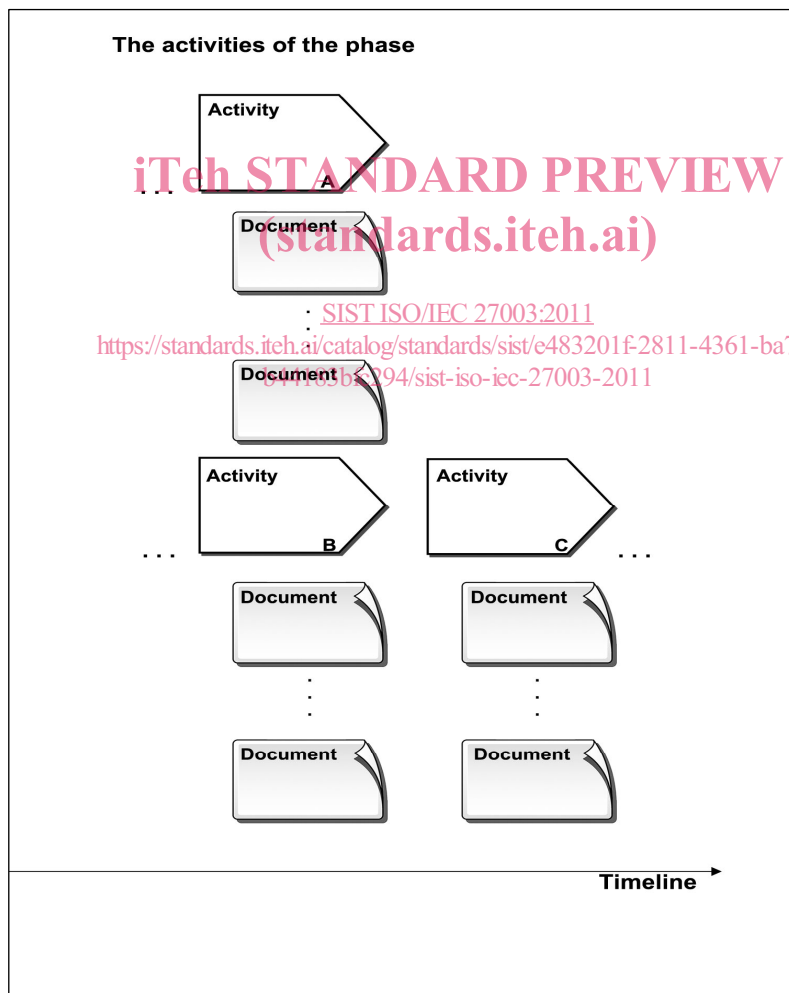 The activities of the phase
Activity
iTeh STANDARD PREVIEW
. . . A
Document
(standards.iteh.ai)
SIST ISO/IEC 27003:2011
https://standards.iteh.ai/catalog/standards/sist/e483201f-2811-4361-ba7
Document
b44183bfc294/sist-iso-iec-27003-2011
Activity Activity
B C
. . . . . .
Document Document
Document Document
Timeline